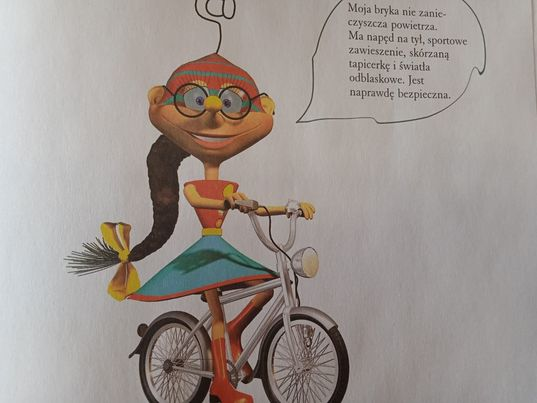 @
Moja bryka nie zanie-
czyszcza powietrza.
Ma napęd na tył, sportowe
zawieszenie, skórzaną
tapicerkę i światła
odblaskowe. Jest
naprawdę bezpieczna.